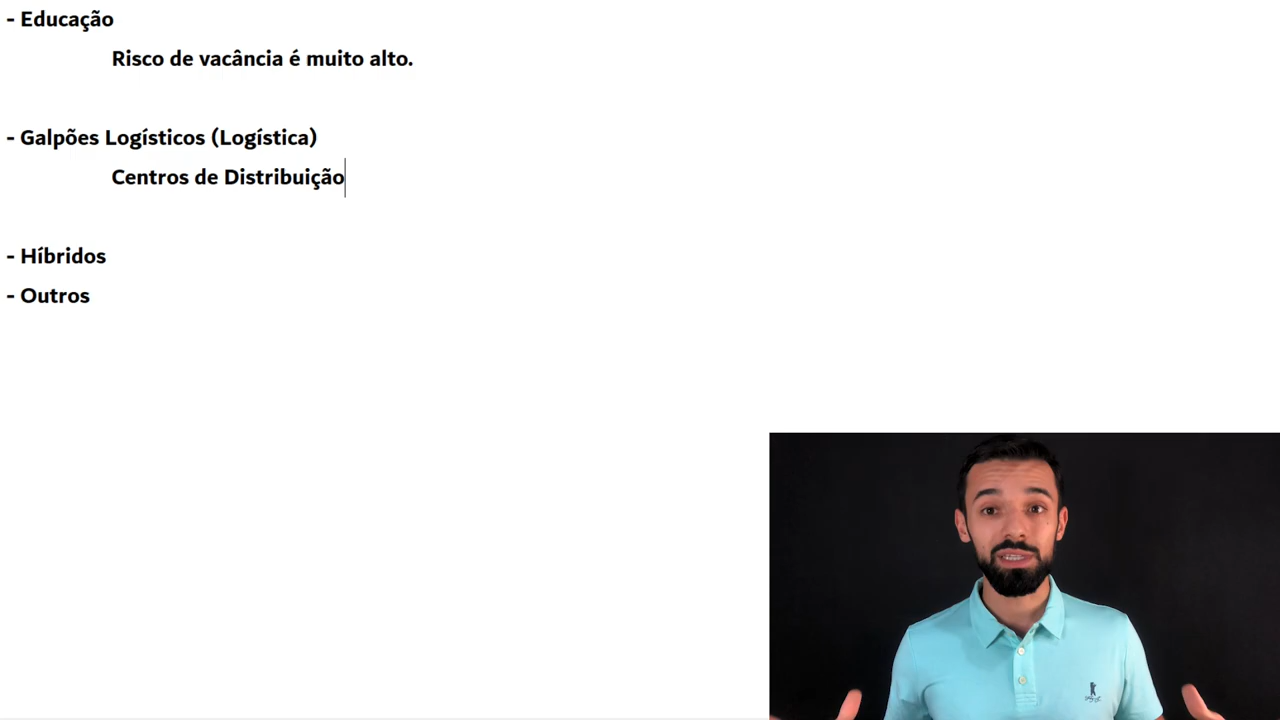 - Educação
Risco de vacância é muito alto.
- Galpões Logísticos (Logística)
Centros de Distribuição
- Híbridos
- Outros